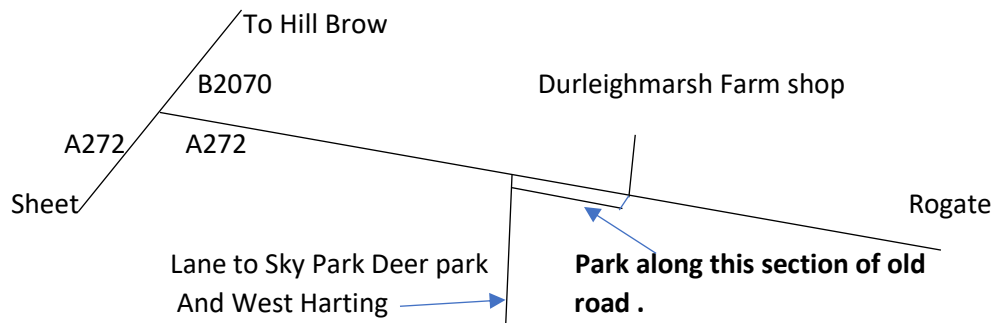 To Hill Brow
B2070
Durleighmarsh Farm shop
A272
A272
Sheet
Rogate
Lane to Sky Park Deer park
And West Harting
Park along this section of old
road .